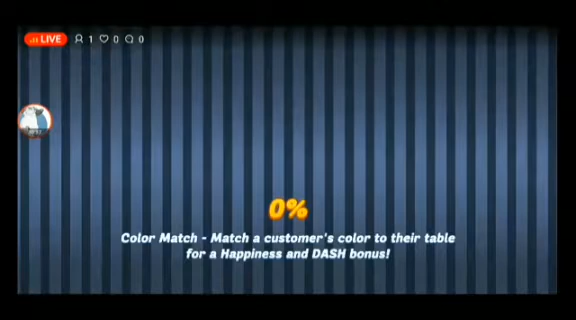 LIVE 1 0 0
0%
Color Match - Match a customer's color to their table
for a Happiness and DASH bonus!